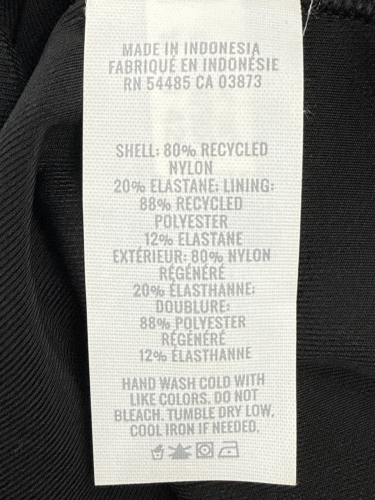 MADE IN INDONESIA
FABRIQUÉ EN INDONÉSIE
RN 54485 CA 03873
SHELL: 80% RECYCLED
NYLON
20% ELASTANE; LINING:
88% RECYCLED
POLYESTER
12% ELASTANE
EXTÉRIEUR: 80% NYLON
RÉGÉNÉRÉ
20% ÉLASTHANNE;
DOUBLURE:
88% POLYESTER
RÉGÉNÉRÉ
12% ÉLASTHANNE
HAND WASH COLD WITH
LIKE COLORS. DO NOT
BLEACH. TUMBLE DRY LOW.
COOL IRON IF NEEDED.